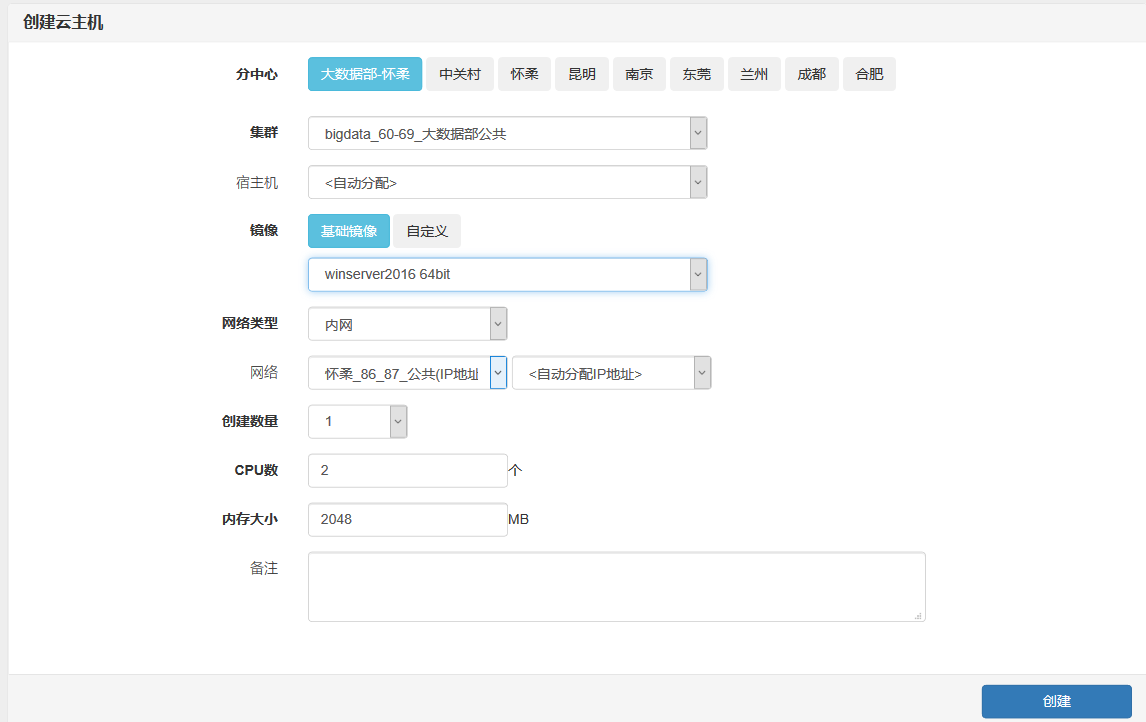 创建云主机
分中心 大数据部-怀柔 中关村 怀柔 昆明 南京 东莞 兰州 成都 合肥
集群 bigdata_60-69_大数据部公共
宿主机 <自动分配>
镜像 基础镜像 自定义
winserver2016 64bit
网络类型 内网
网络 怀柔_86_87_公共(IP地址 <自动分配IP地址>
创建数量 1
CPU数 2 个
内存大小 2048 MB
备注
创建